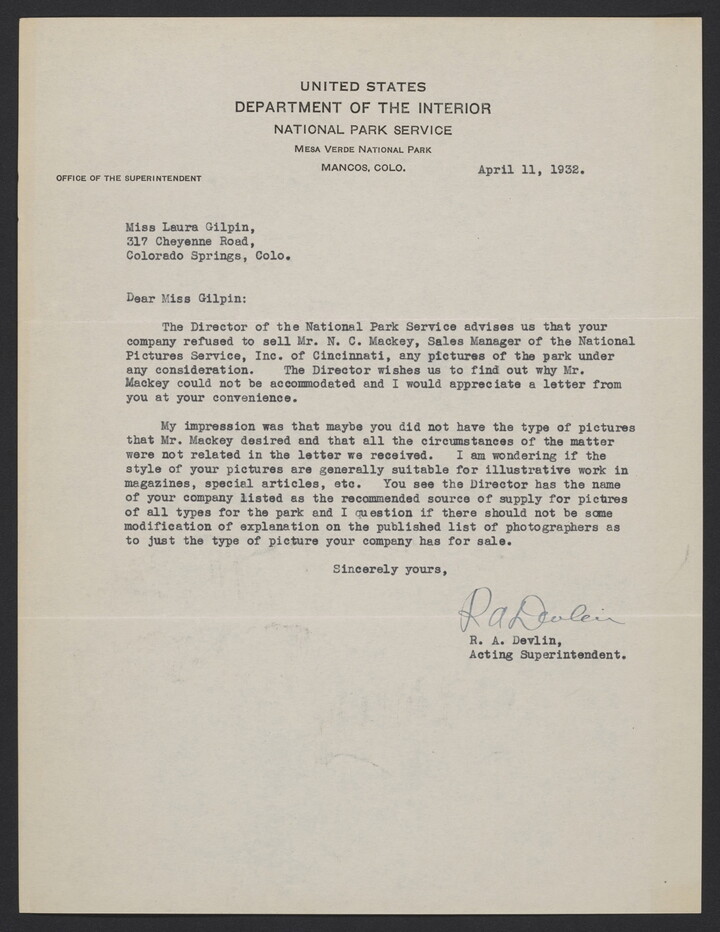 UNITED STATES
DEPARTMENT OF THE INTERIOR
NATIONAL PARK SERVICE
MESA VERDE NATIONAL PARK
MANCOS, COLO.
April 11, 1932.
OFFICE OF THE SUPERINTENDENT
Miss Laura Gilpin,
317 Cheyenne Road,
Colorado Springs, Colo.
Dear Miss Gilpin:
The Director of the National Park Service advises us that your
company refused to sell Mr. N. C. Mackey, Sales Manager of the National
Pictures Service, Inc. of Cincinnati, any pictures of the park under
any consideration. The Director wishes us to find out why Mr.
Mackey could not be accommodated and I would appreciate a letter from
you at your convenience.
My impression was that maybe you did not have the type of pictures
that Mr. Mackey desired and that all the circumstances of the matter
were not related in the letter we received. I am wondering if the
style of your pictures are generally suitable for illustrative work in
magazines, special articles, etc. You see the Director has the name
of your company listed as the recommended source of supply for pictures
of all types for the park and I question if there should not be some
modification of explanation on the published list of photographers as
to just the type of picture your company has for sale.
Sincerely yours,
R A Devlin
R. A. Devlin,
Acting Superintendent.